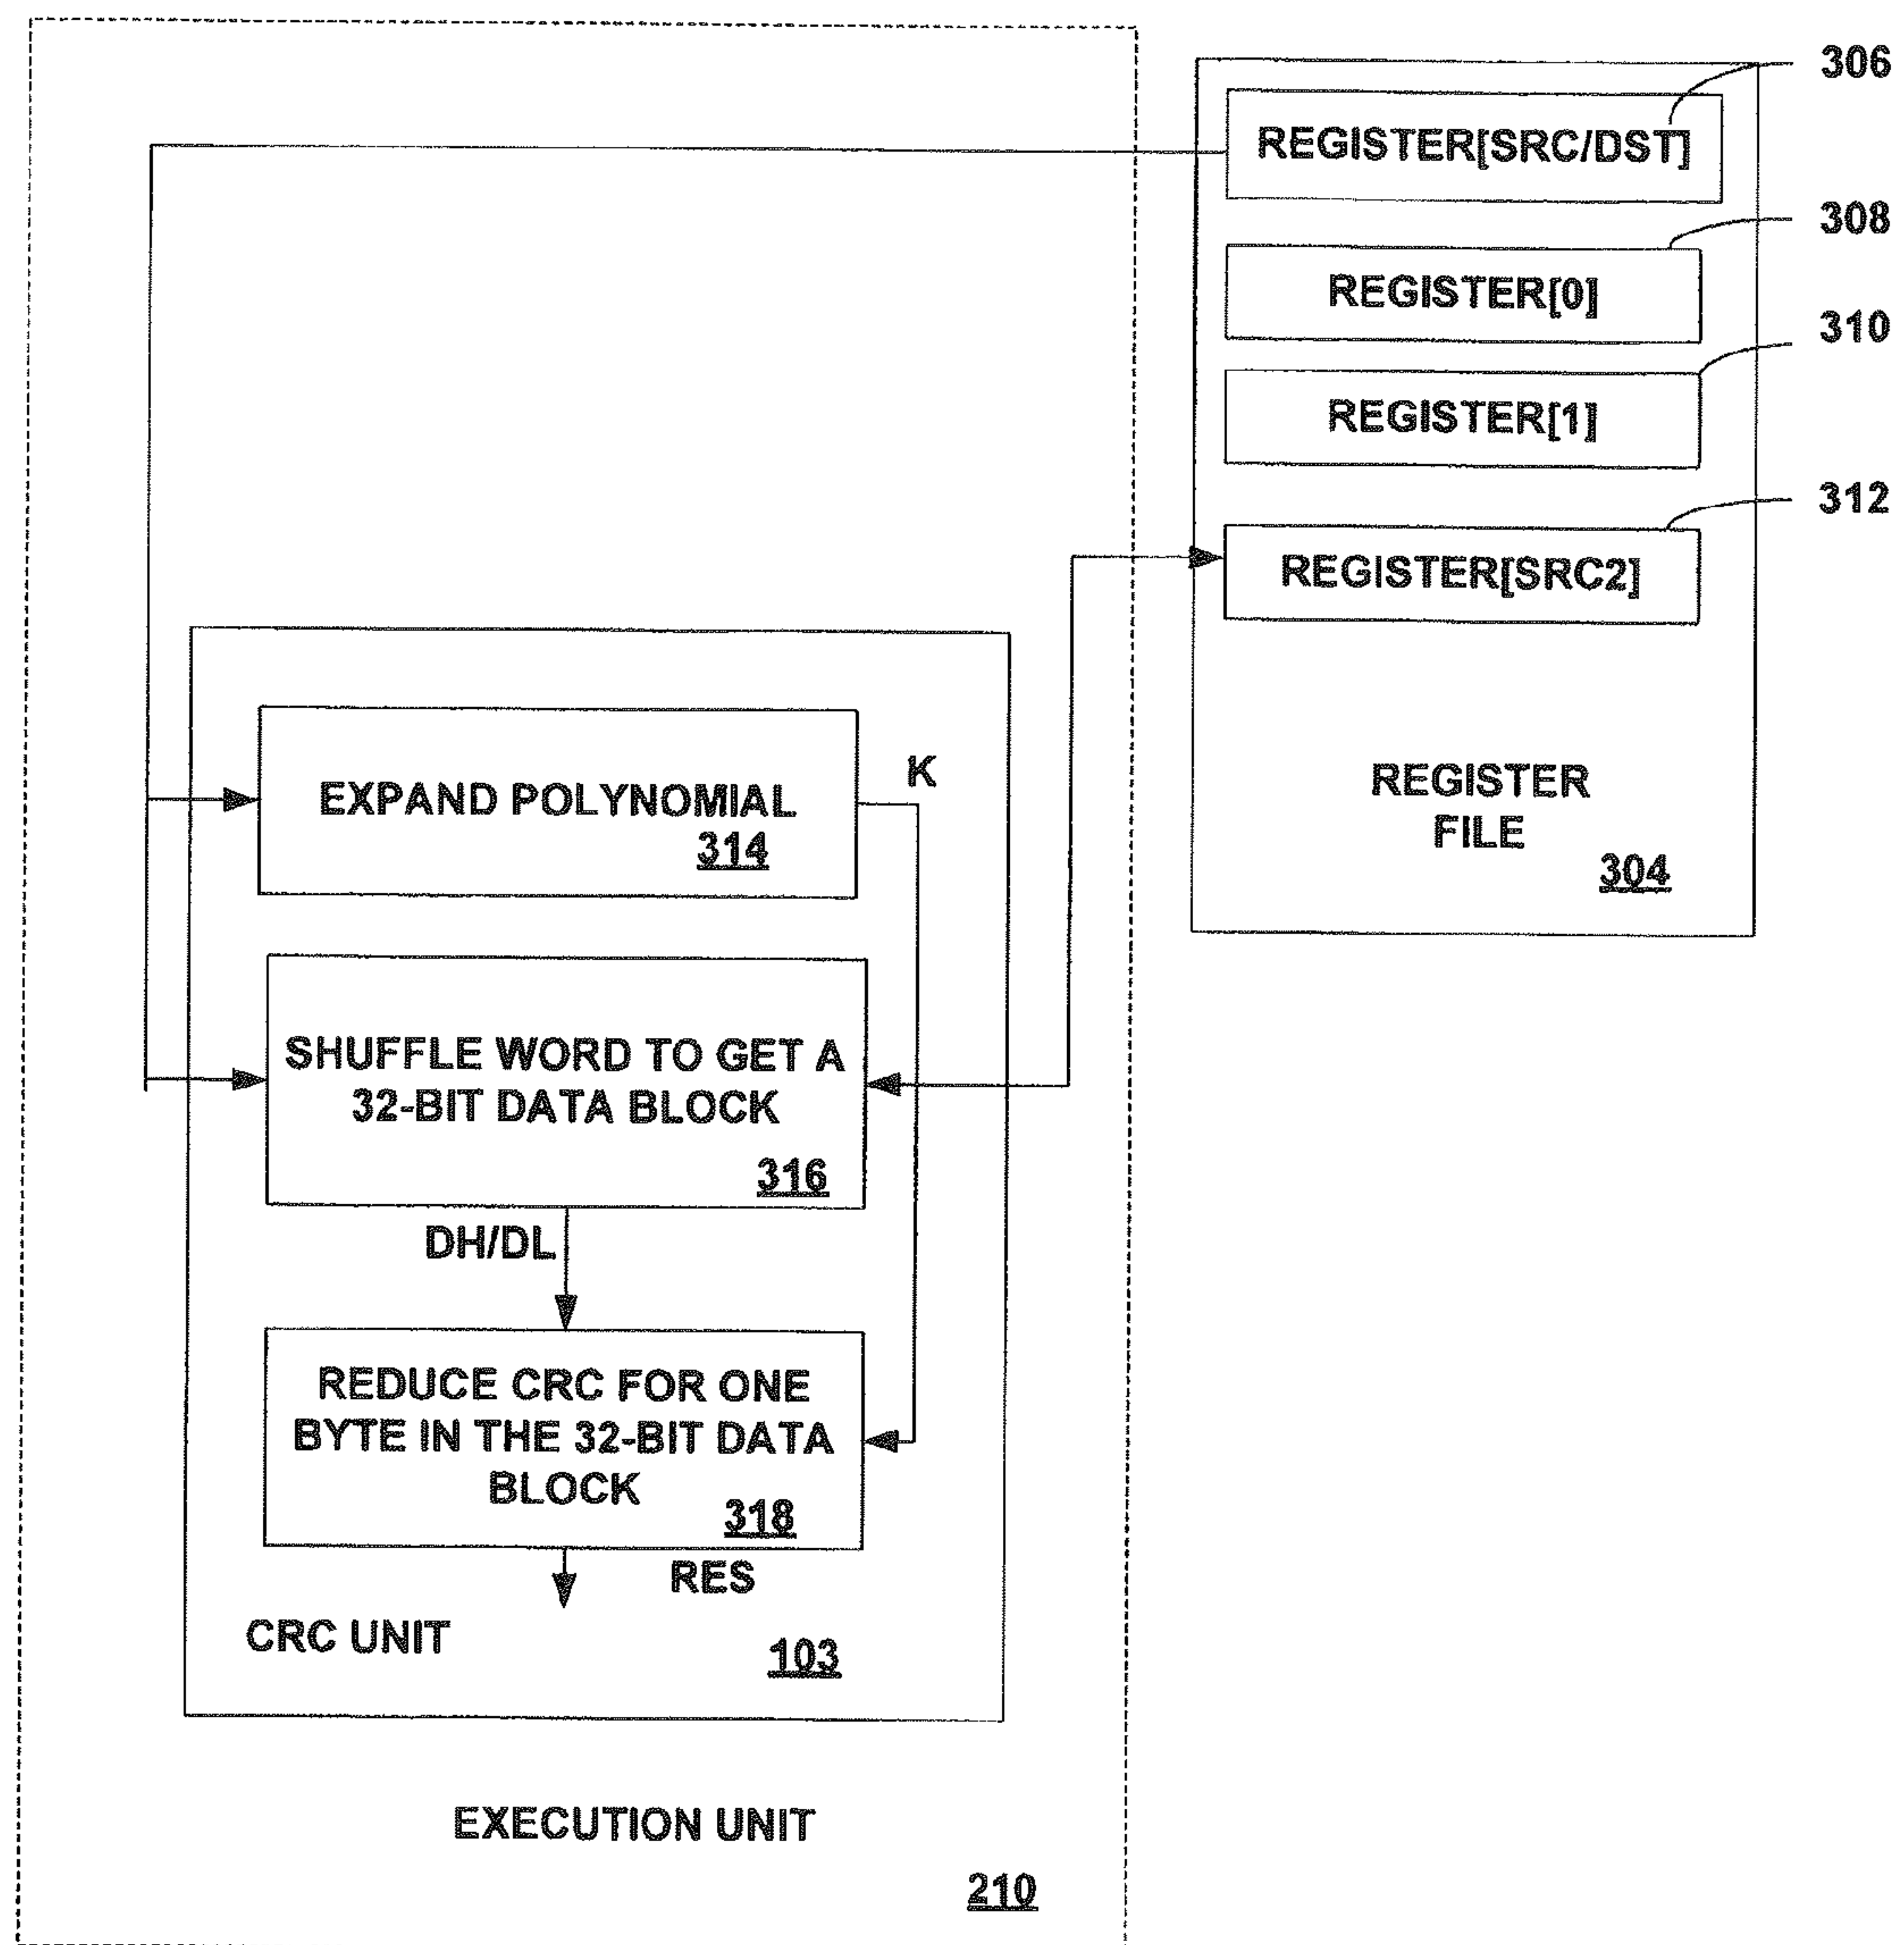 306
REGISTER[SRC/DST]
308
REGISTER[0]
310
REGISTER[1]
312
REGISTER[SRC2]
REGISTER
FILE
304
EXPAND POLYNOMIAL
314
K
SHUFFLE WORD TO GET A
32-BIT DATA BLOCK
316
DH/DL
REDUCE CRC FOR ONE
BYTE IN THE 32-BIT DATA
BLOCK
318
RES
CRC UNIT
103
EXECUTION UNIT
210